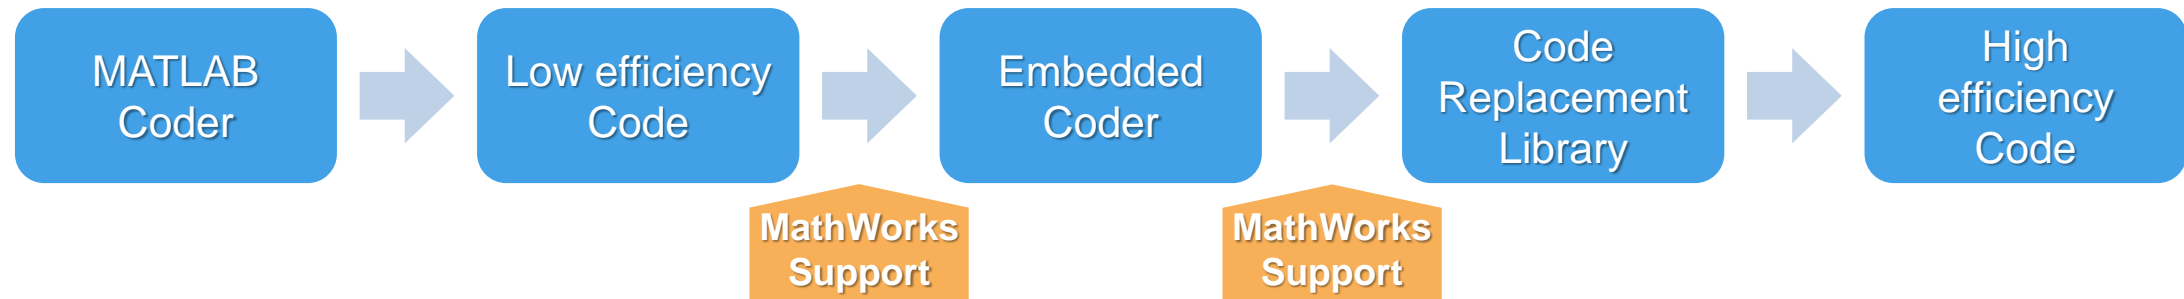 MATLAB
Coder
Low efficiency
Code
Embedded
Coder
Code
Replacement
Library
High
efficiency
Code
MathWorks
Support
MathWorks
Support